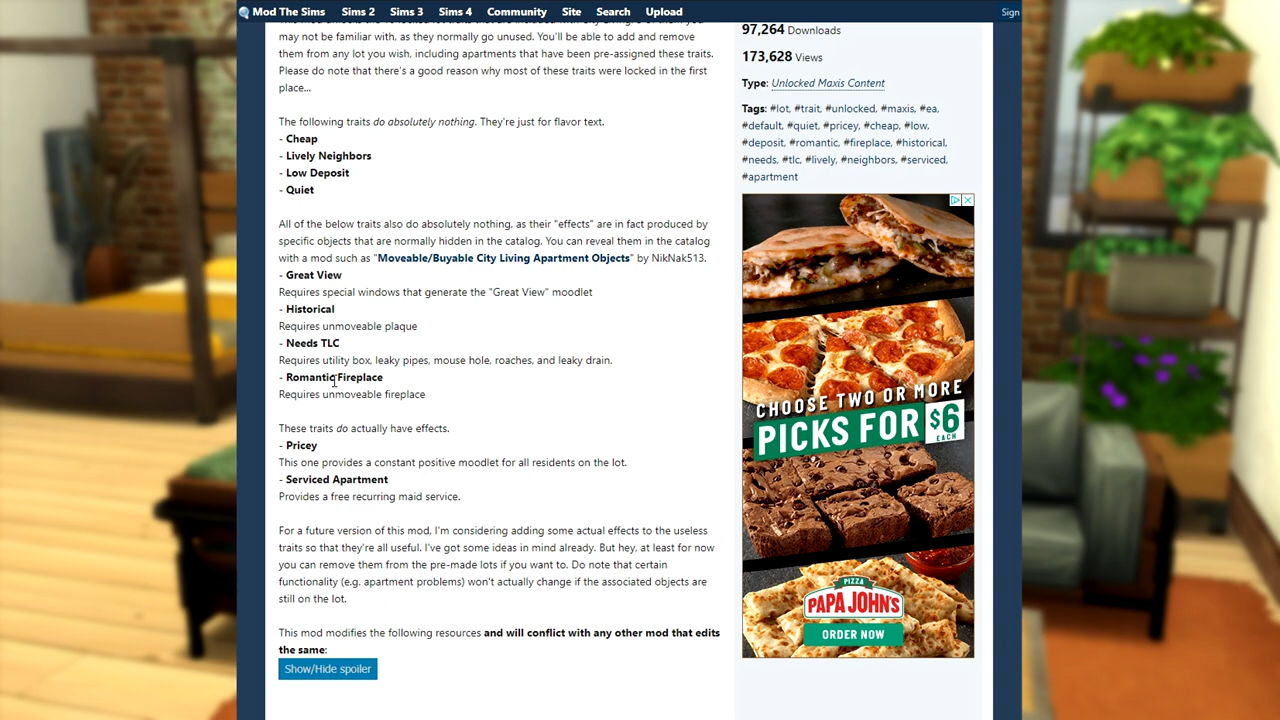 Mod The Sims Sims 2 Sims 3 Sims 4 Community Site Search Upload Sign
may not be familiar with, as they normally go unused. You'll be able to add and remove
them from any lot you wish, including apartments that have been pre-assigned these traits.
Please do note that there's a good reason why most of these traits were locked in the first
place...
The following traits do absolutely nothing. They're just for flavor text.
- Cheap
- Lively Neighbors
- Low Deposit
- Quiet
All of the below traits also do absolutely nothing, as their "effects" are in fact produced by
specific objects that are normally hidden in the catalog. You can reveal them in the catalog
with a mod such as "Moveable/Buyable City Living Apartment Objects" by NikNak513.
- Great View
Requires special windows that generate the "Great View" moodlet
- Historical
Requires unmoveable plaque
- Needs TLC
Requires utility box, leaky pipes, mouse hole, roaches, and leaky drain.
- Romantic Fireplace
Requires unmoveable fireplace
These traits do actually have effects.
- Pricey
This one provides a constant positive moodlet for all residents on the lot.
- Serviced Apartment
Provides a free recurring maid service.
For a future version of this mod, I'm considering adding some actual effects to the useless
traits so that they're all useful. I've got some ideas in mind already. But hey, at least for now
you can remove them from the pre-made lots if you want to. Do note that certain
functionality (e.g. apartment problems) won't actually change if the associated objects are
still on the lot.
This mod modifies the following resources and will conflict with any other mod that edits
the same:
Show/Hide spoiler
97,264 Downloads
173,628 Views
Type: Unlocked Maxis Content
Tags: #lot, #trait, #unlocked, #maxis, #ea,
#default, #quiet, #pricey, #cheap, #low,
#deposit, #romantic, #fireplace, #historical,
#needs, #tlc, #lively, #neighbors, #serviced,
#apartment
CHOOSE TWO OR MORE
PICKS FOR $6
EACH
PIZZA
PAPA JOHN'S
ORDER NOW